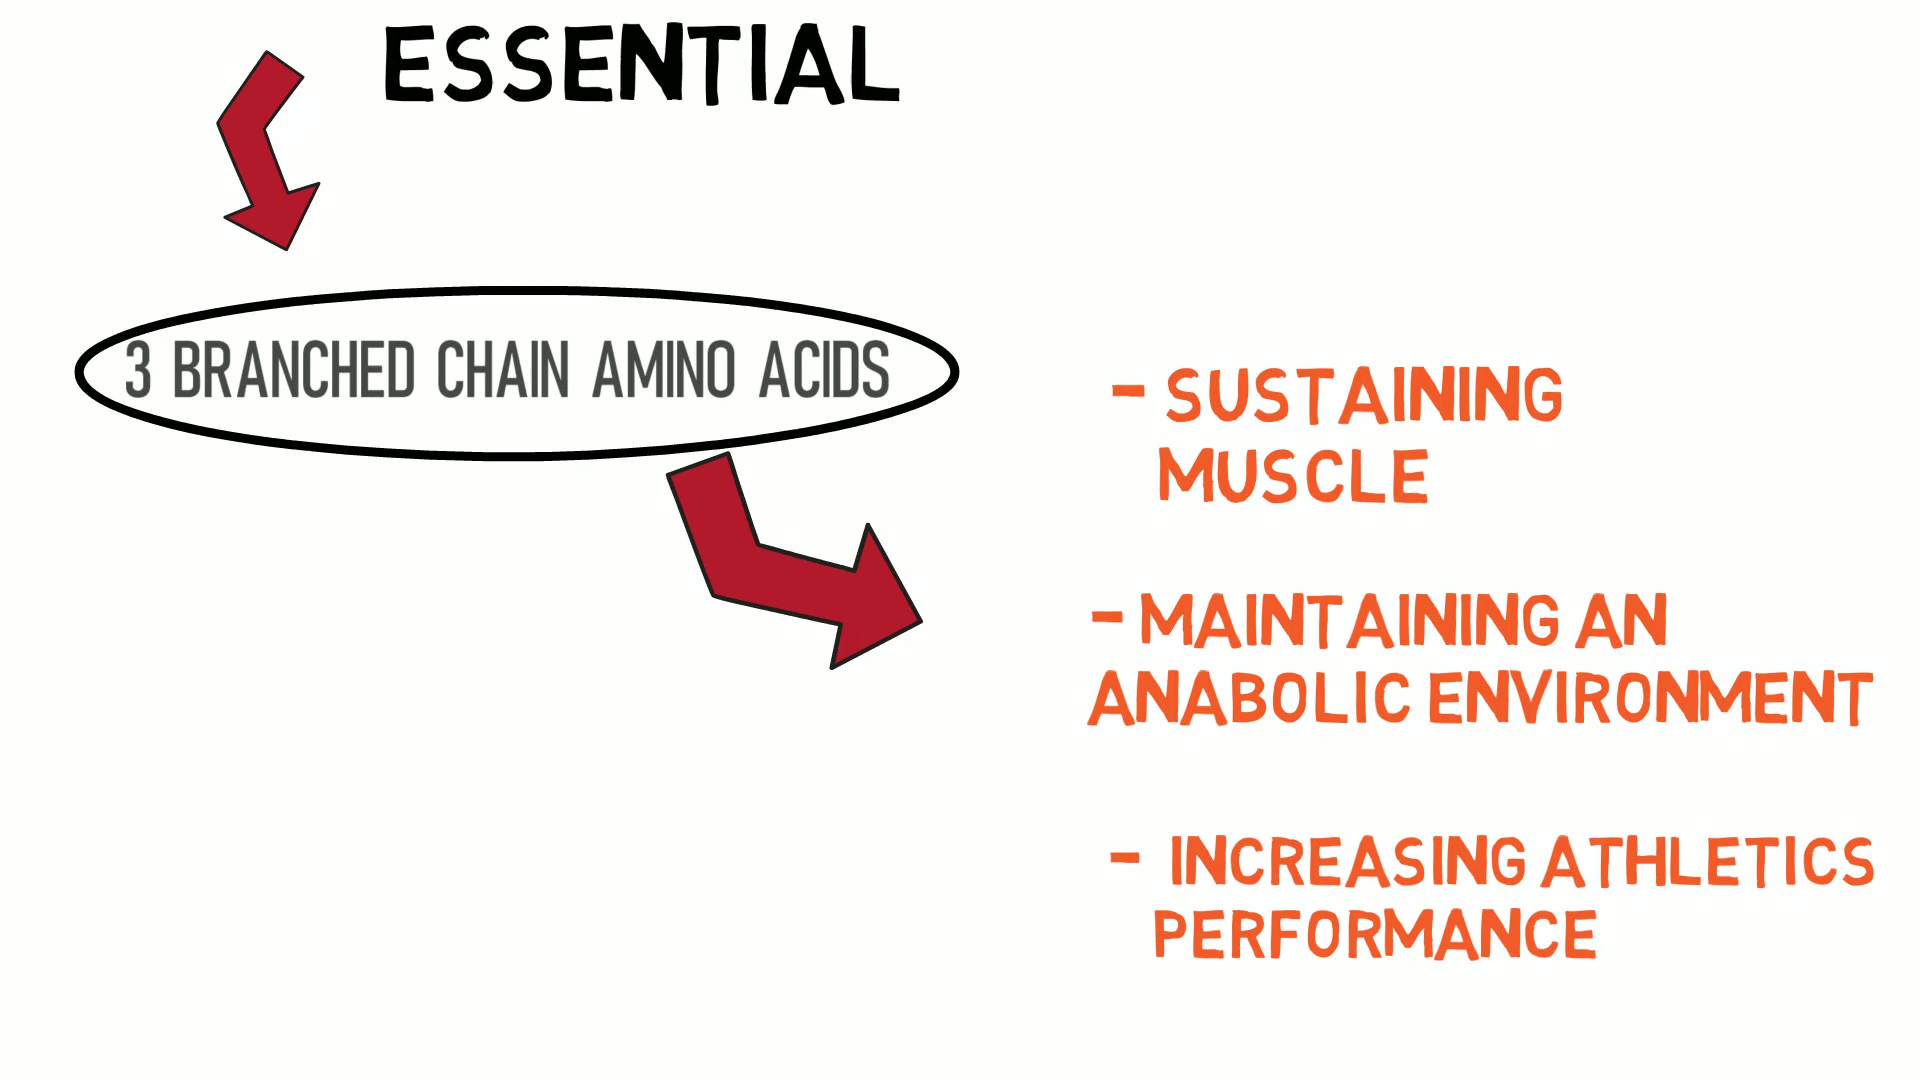 ESSENTIAL
3 BRANCHED CHAIN AMINO ACIDS
- SUSTAINING
MUSCLE
- MAINTAINING AN
ANABOLIC ENVIRONMENT
- INCREASING ATHLETICS
PERFORMANCE